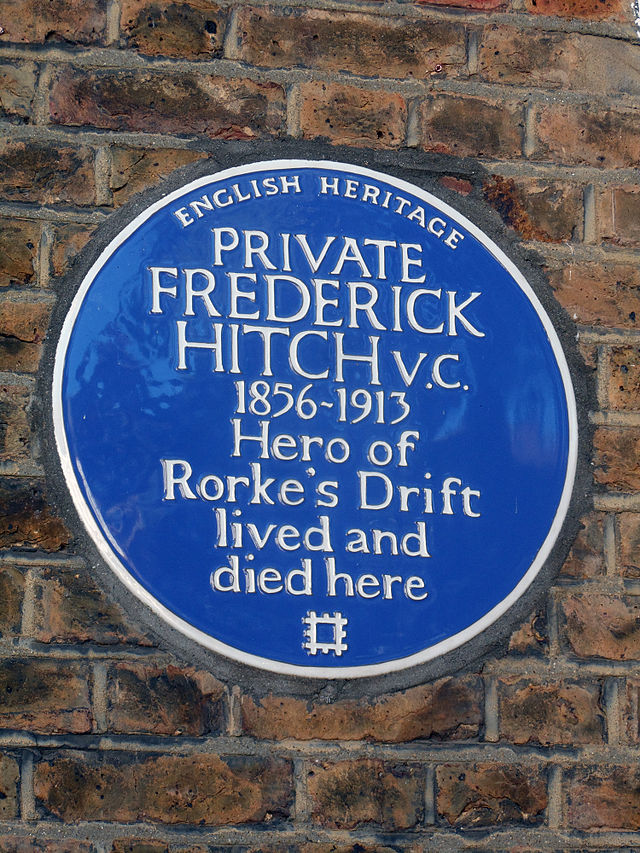 ENGLISH HERITAGE
PRIVATE
FREDERICK
HITCH V.C.
1856-1913
Hero of
Rorke's Drift
lived and
died here